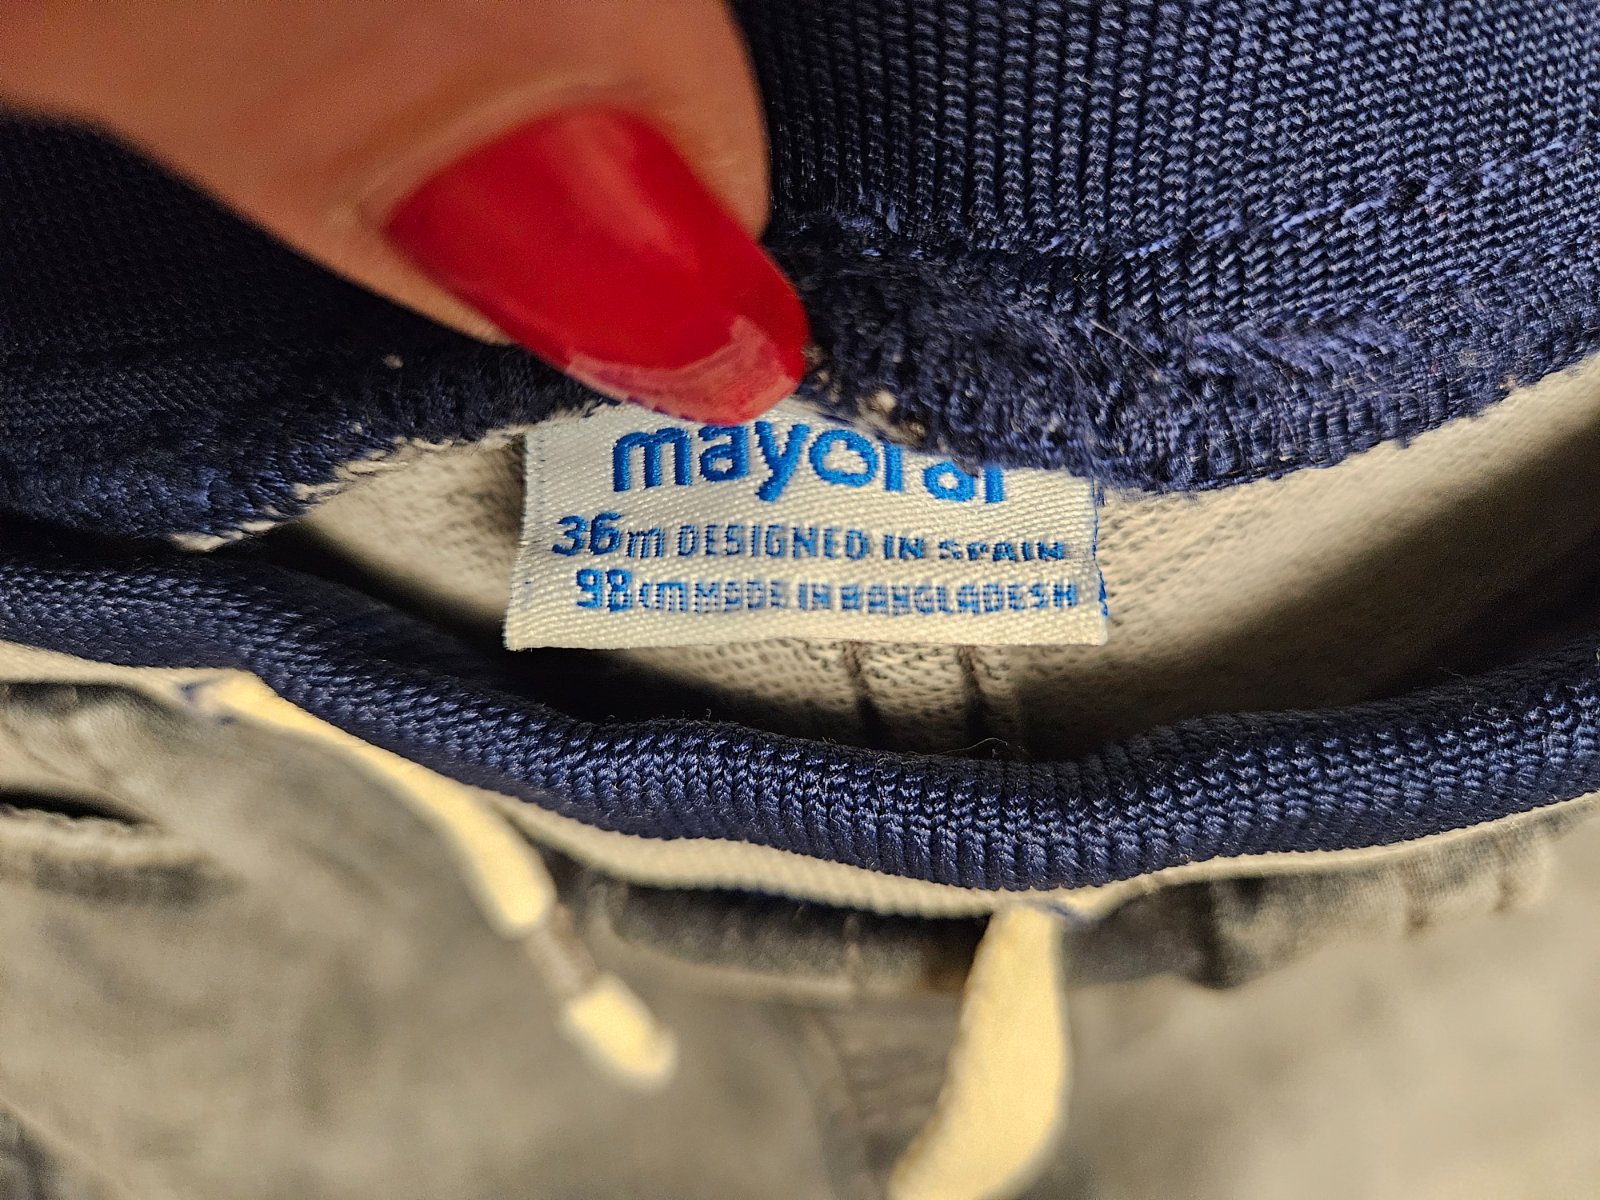 mayoral
36m DESIGNED IN SPAIN
98cm MADE IN BANGLADESH